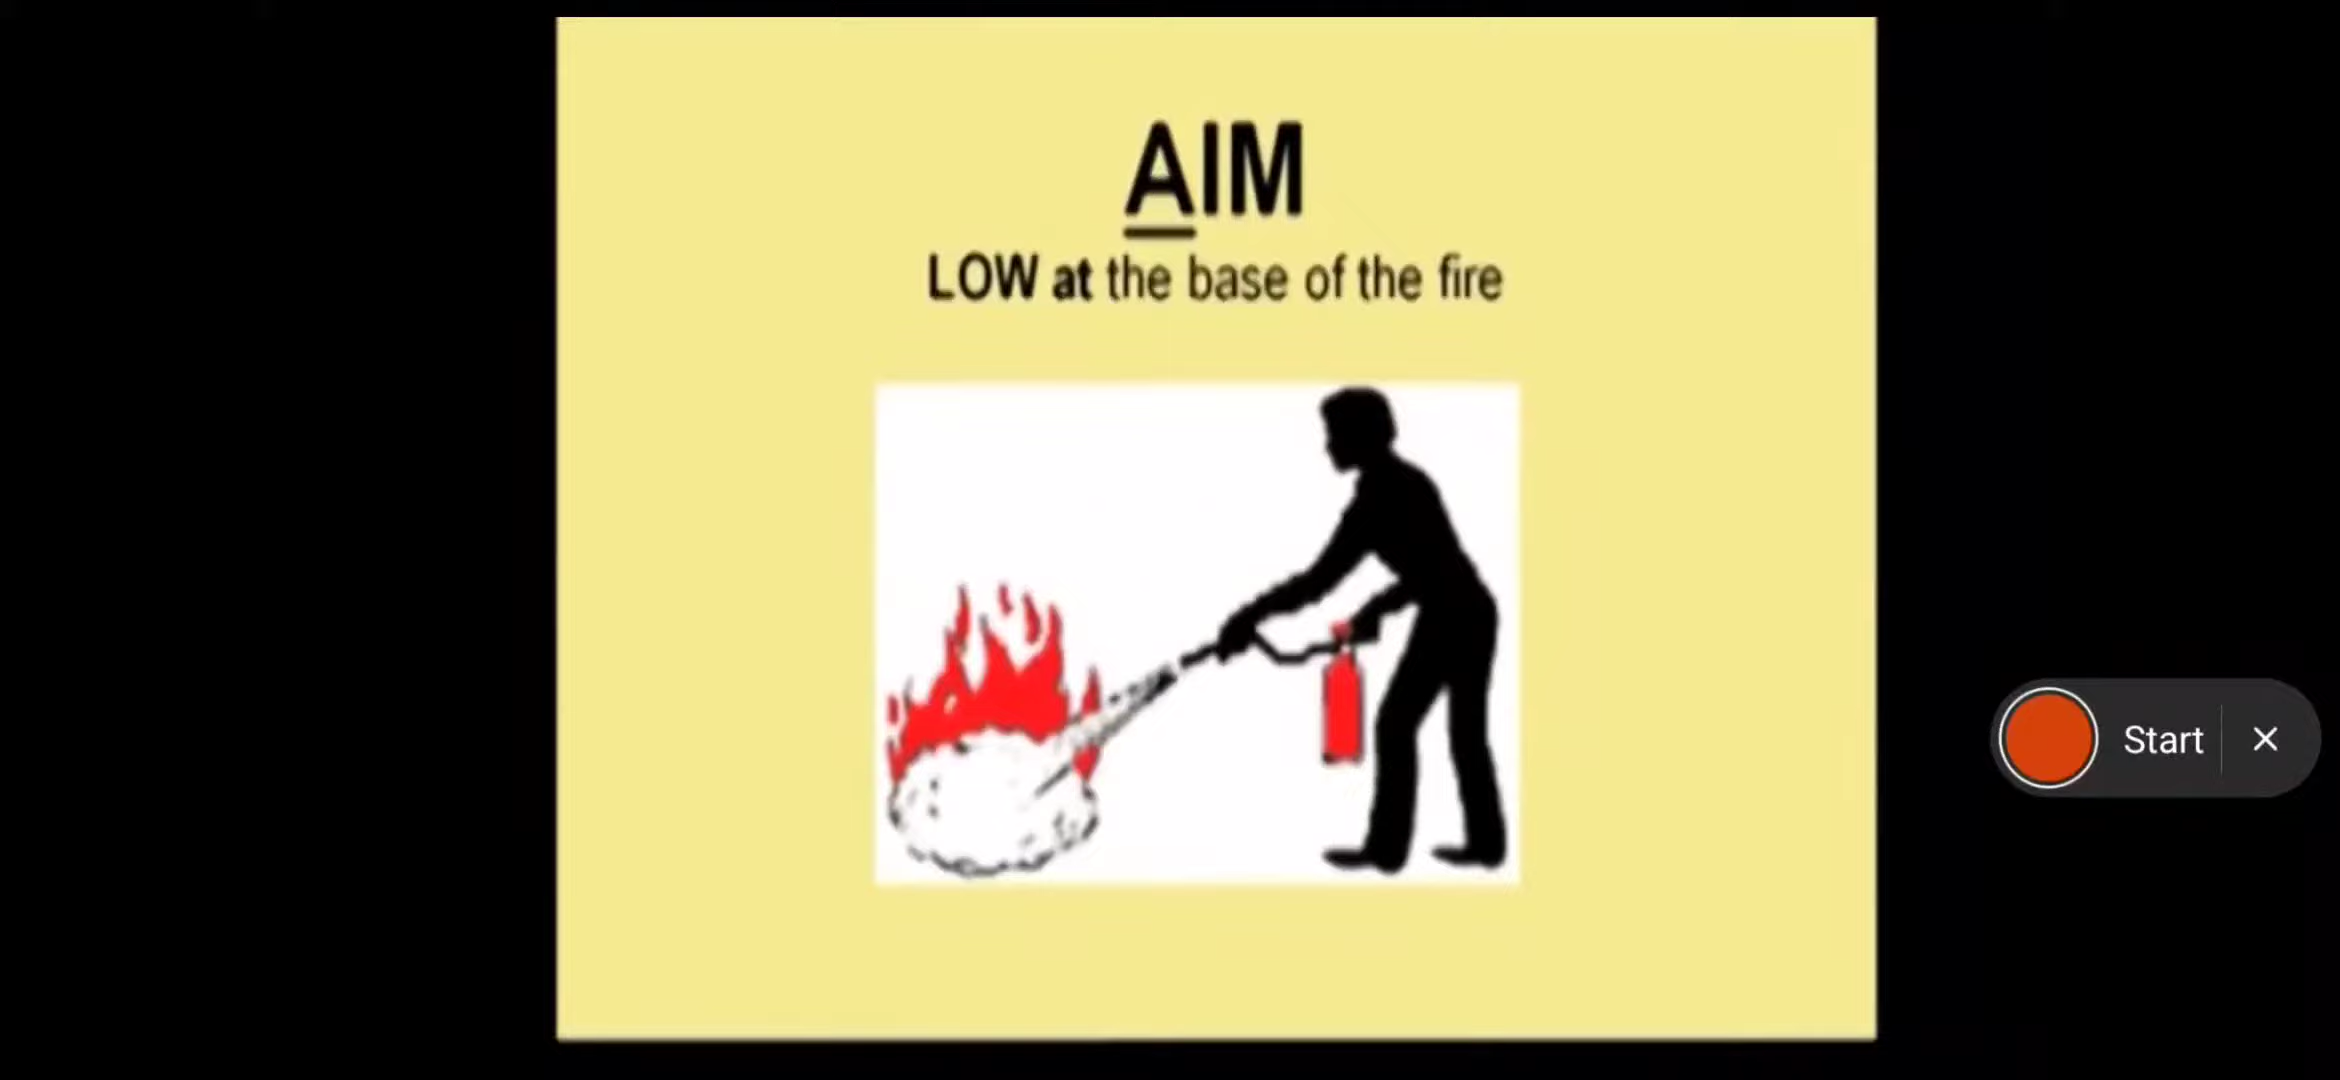 AIM
LOW at the base of the fire
Start